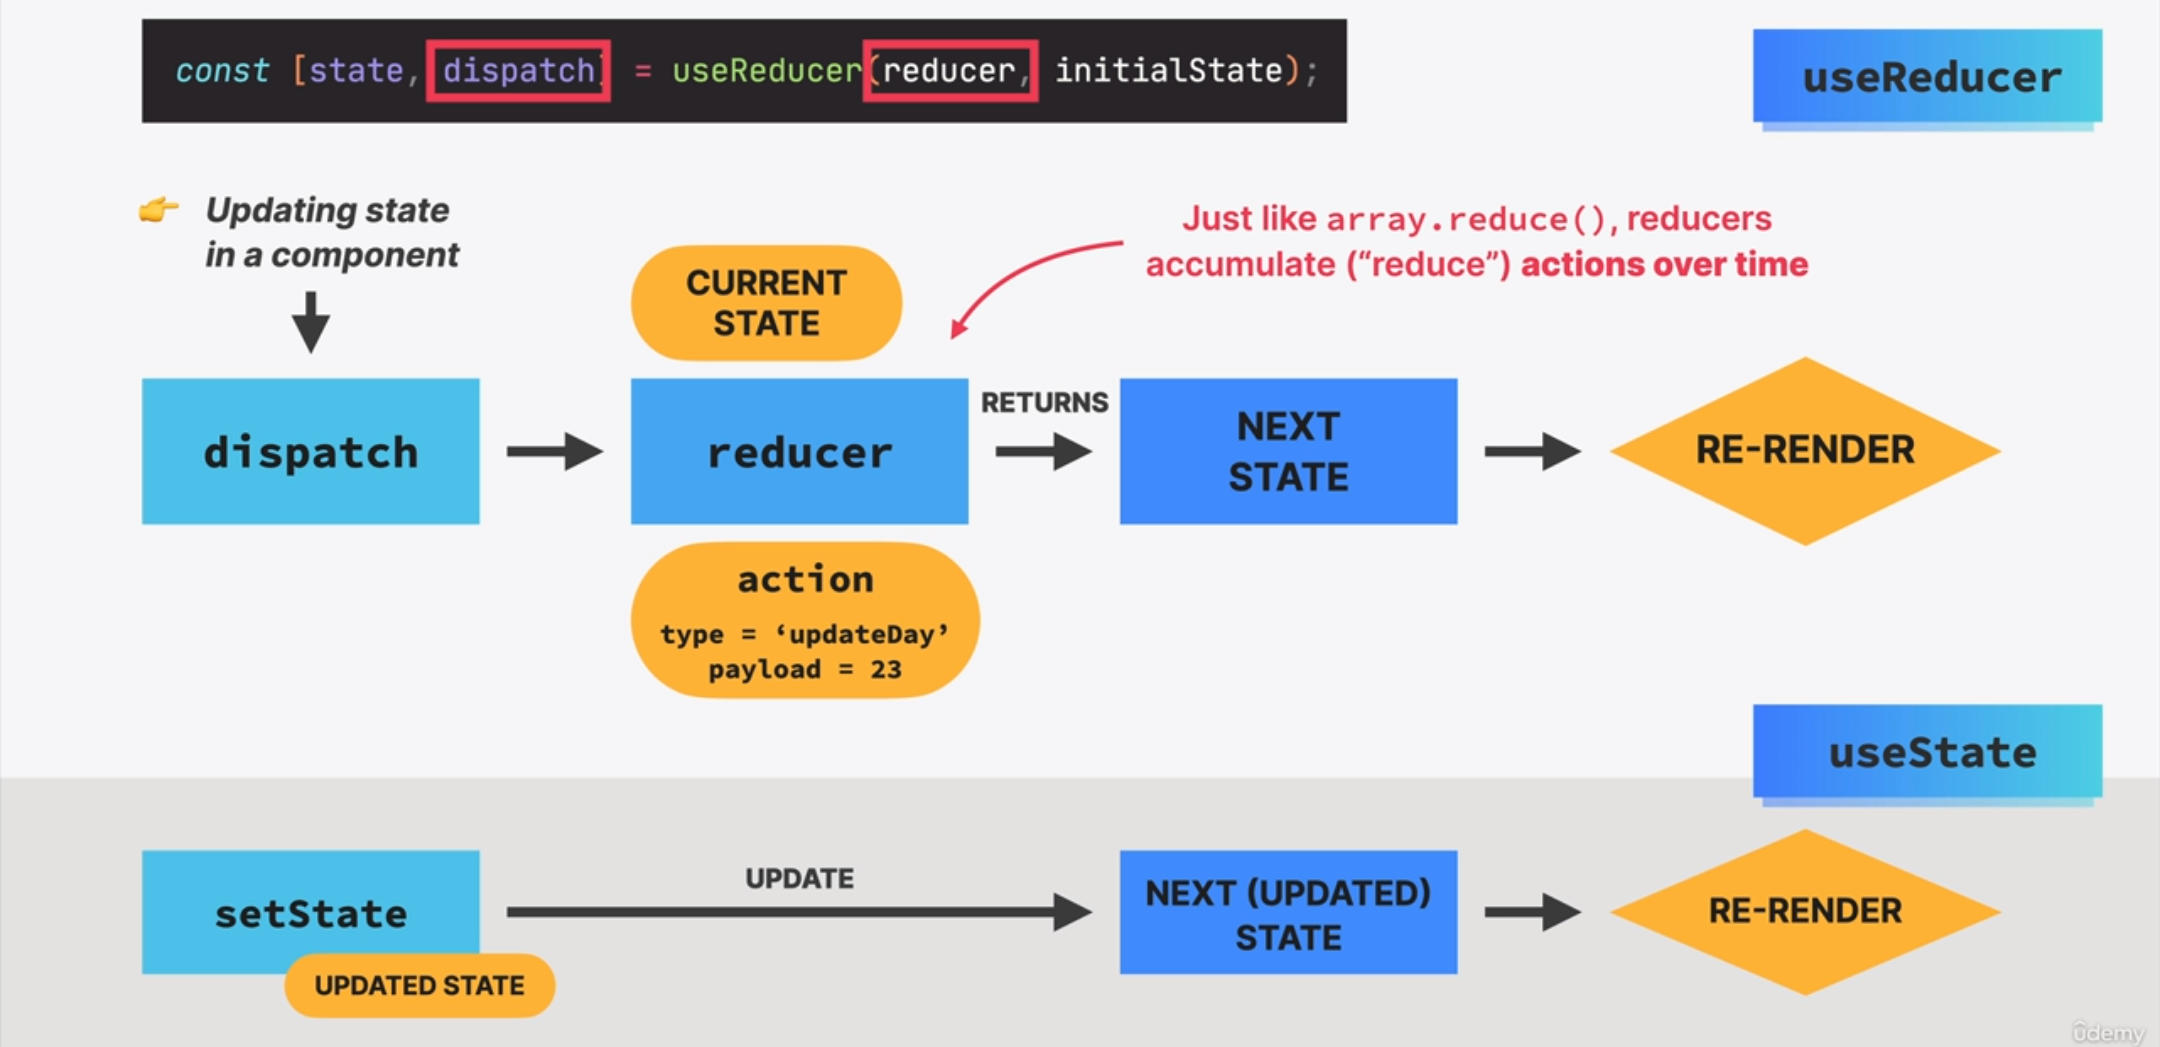 const [state, dispatch] = useReducer(reducer, initialState);
useReducer
Updating state
in a component
Just like array.reduce(), reducers
accumulate (“reduce”) actions over time
CURRENT
STATE
dispatch
reducer
RETURNS
NEXT
STATE
RE-RENDER
action
type = ‘updateDay’
payload = 23
useState
setState
UPDATED STATE
UPDATE
NEXT (UPDATED)
STATE
RE-RENDER
ûdemy